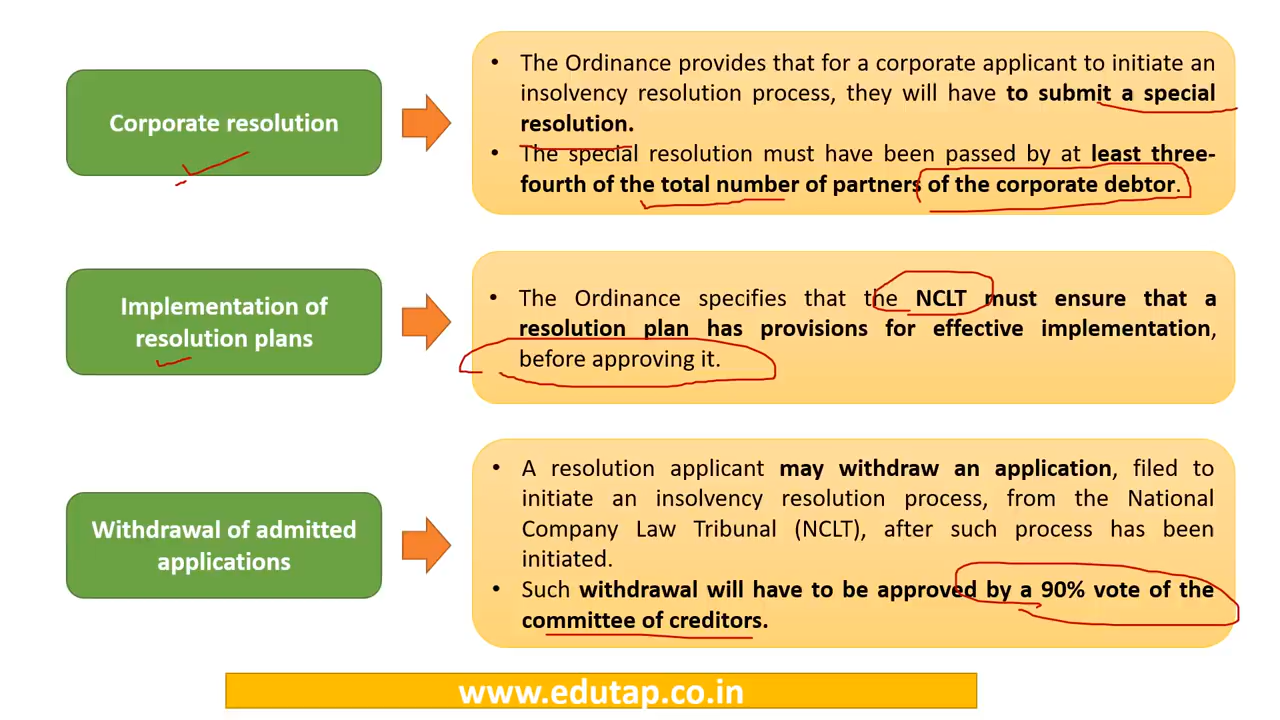 Corporate resolution
• The Ordinance provides that for a corporate applicant to initiate an
insolvency resolution process, they will have to submit a special
resolution.
• The special resolution must have been passed by at least three-
fourth of the total number of partners of the corporate debtor.
Implementation of
resolution plans
• The Ordinance specifies that the NCLT must ensure that a
resolution plan has provisions for effective implementation,
before approving it.
Withdrawal of admitted
applications
• A resolution applicant may withdraw an application, filed to
initiate an insolvency resolution process, from the National
Company Law Tribunal (NCLT), after such process has been
initiated.
• Such withdrawal will have to be approved by a 90% vote of the
committee of creditors.
www.edutap.co.in